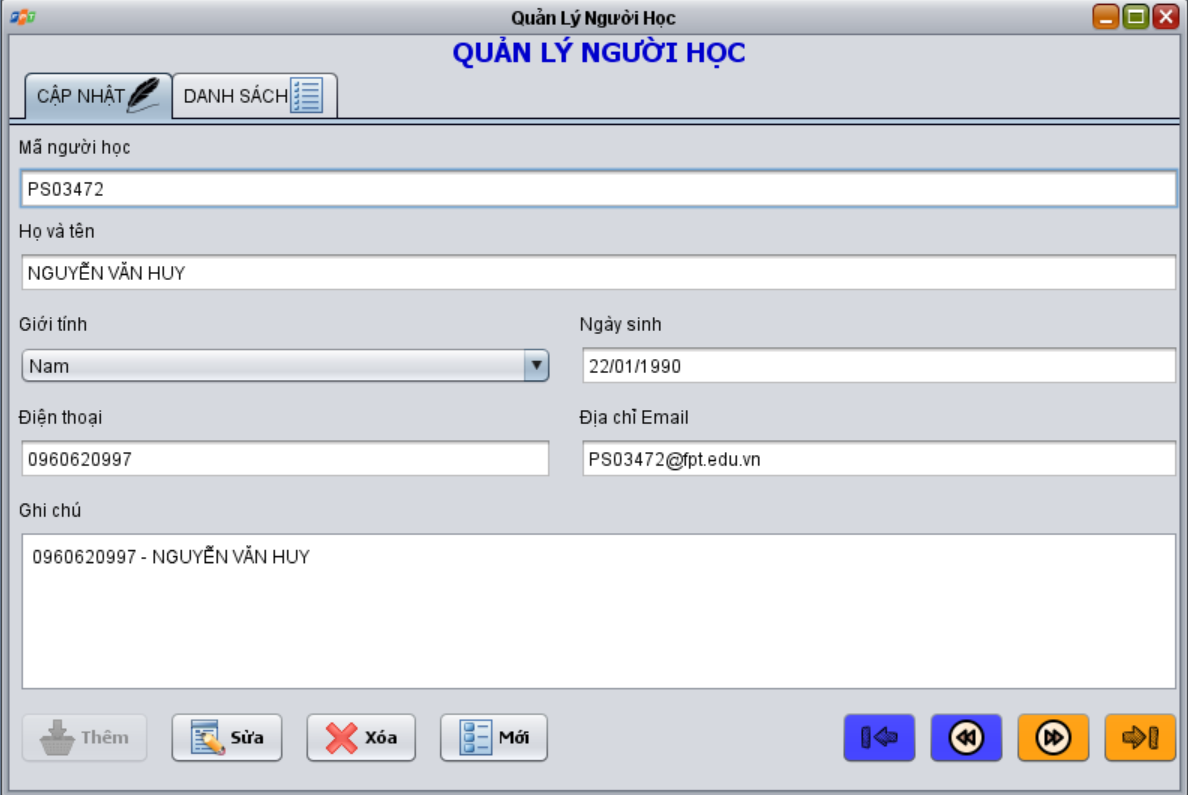 FPT
Quản Lý Người Học
QUẢN LÝ NGƯỜI HỌC
CẬP NHẬT DANH SÁCH
Mã người học
PS03472
Họ và tên
NGUYỄN VĂN HUY
Giới tính Ngày sinh
Nam 22/01/1990
Điện thoại Địa chỉ Email
0960620997 PS03472@fpt.edu.vn
Ghi chú
0960620997 - NGUYỄN VĂN HUY
Thêm Sửa Xóa Mới